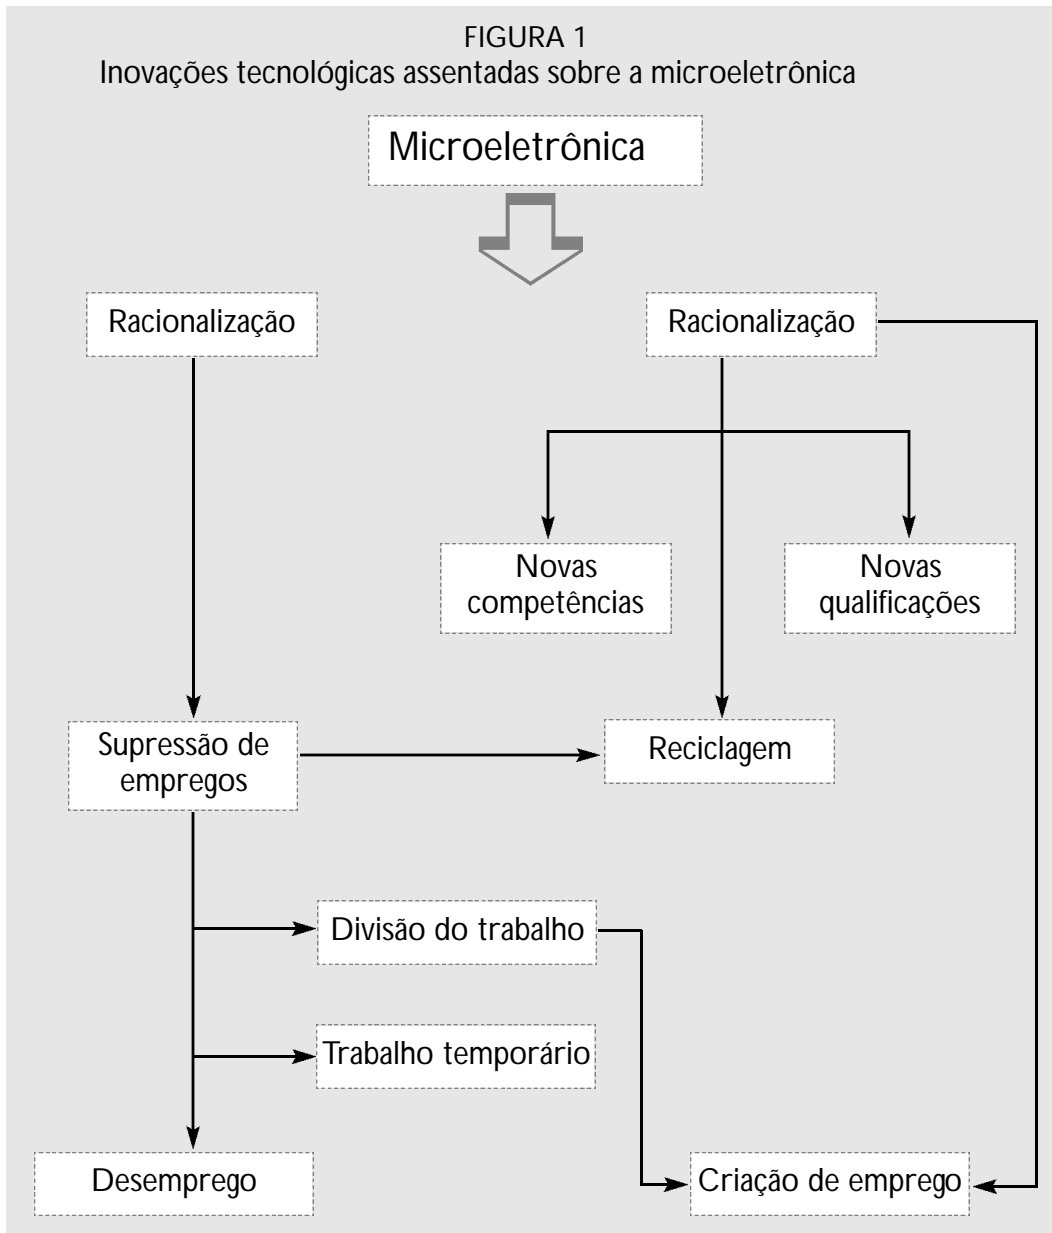 FIGURA 1
Inovações tecnológicas assentadas sobre a microeletrônica
Microeletrônica
Racionalização
Racionalização
Novas
competências
Novas
qualificações
Supressão de
empregos
Reciclagem
Divisão do trabalho
Trabalho temporário
Desemprego
Criação de emprego